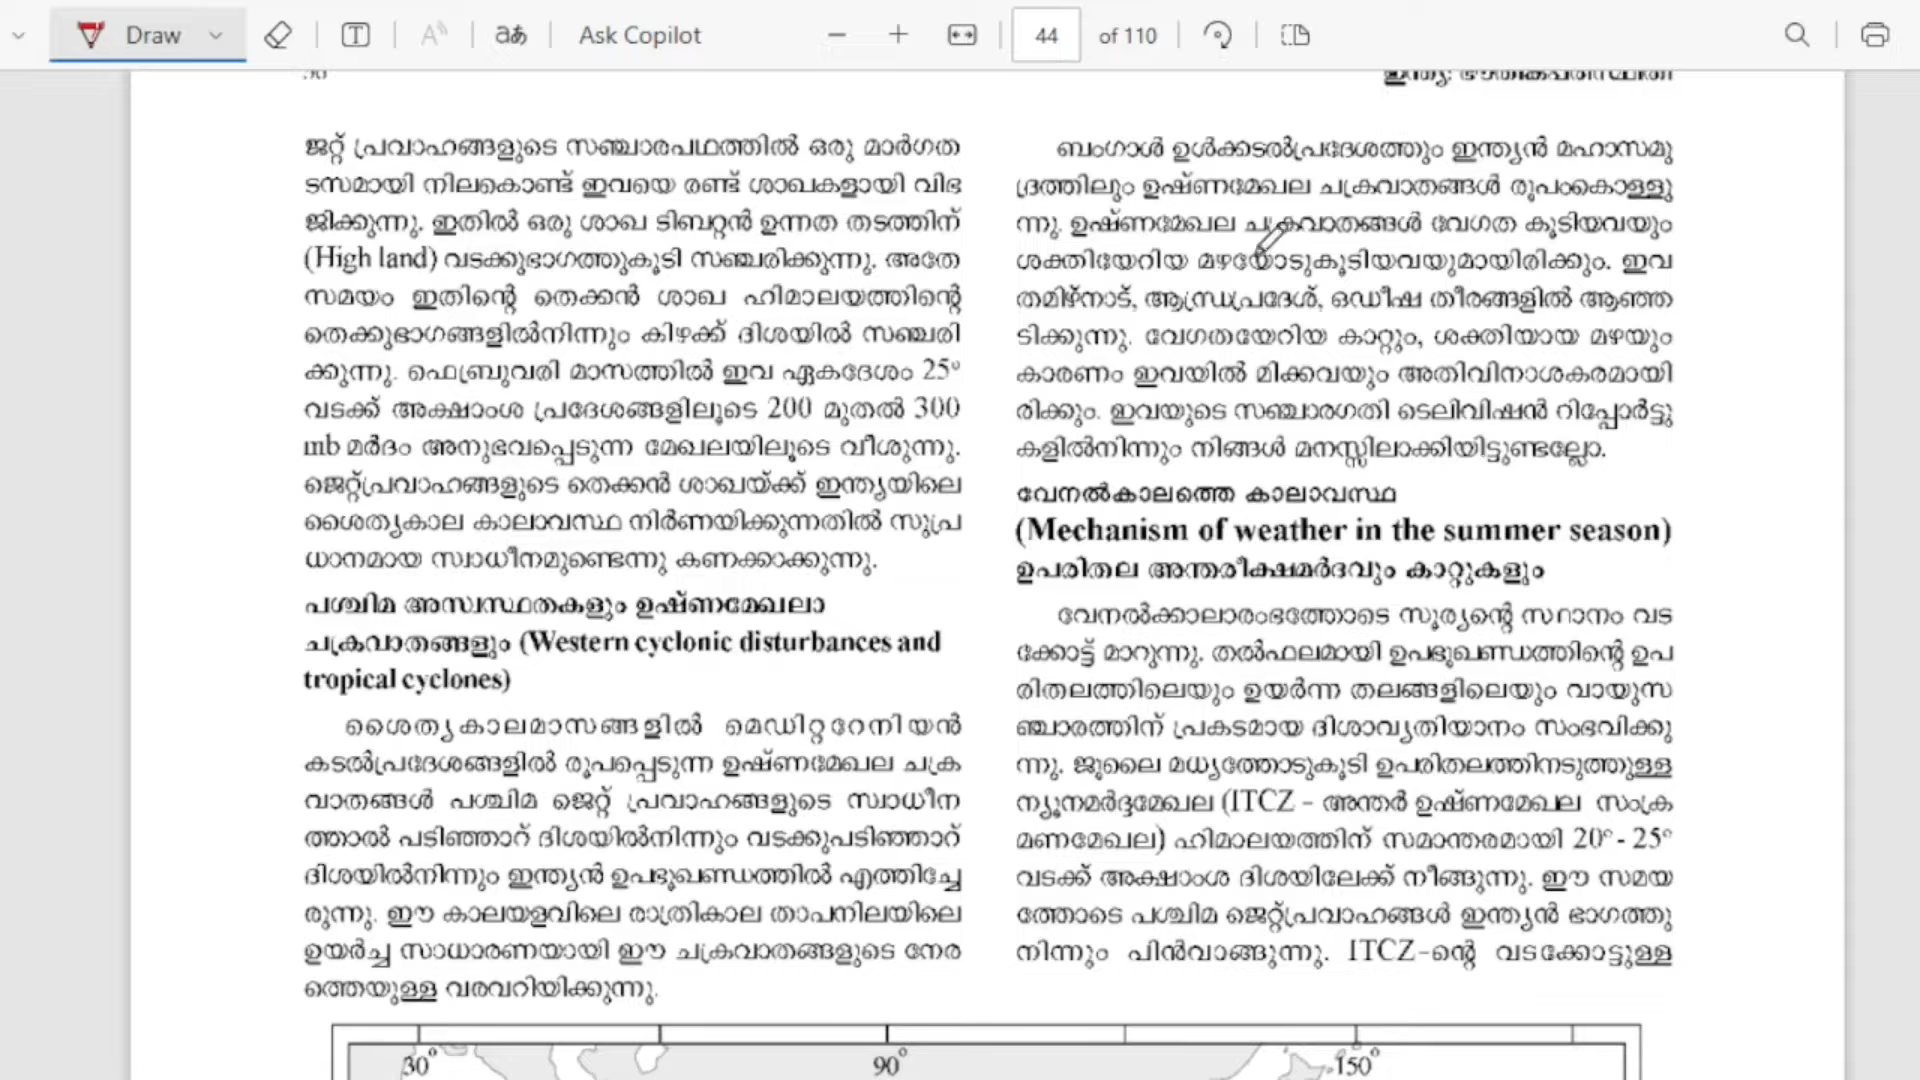 Draw
Ask Copilot
44 of 110
ജറ്റ് പ്രവാഹങ്ങളുടെ സഞ്ചാരപഥത്തിൽ ഒരു മാർഗത
ടസമായി നിലകൊണ്ട് ഇവയെ രണ്ട് ശാഖകളായി വിഭ
ജിക്കുന്നു. ഇതിൽ ഒരു ശാഖ ടിബറ്റൻ ഉന്നത തടത്തിന്
(High land) വടക്കുഭാഗത്തുകൂടി സഞ്ചരിക്കുന്നു. അതേ
സമയം ഇതിന്റെ തെക്കൻ ശാഖ ഹിമാലയത്തിന്റെ
തെക്കുഭാഗങ്ങളിൽനിന്നും കിഴക്ക് ദിശയിൽ സഞ്ചരി
ക്കുന്നു. ഫെബ്രുവരി മാസത്തിൽ ഇവ ഏകദേശം 25°
വടക്ക് അക്ഷാംശ പ്രദേശങ്ങളിലൂടെ 200 മുതൽ 300
mb മർദം അനുഭവപ്പെടുന്ന മേഖലയിലൂടെ വീശുന്നു.
ജെറ്റ്പ്രവാഹങ്ങളുടെ തെക്കൻ ശാഖയ്ക്ക് ഇന്ത്യയിലെ
ശൈത്യകാല കാലാവസ്ഥ നിർണയിക്കുന്നതിൽ സുപ്ര
ധാനമായ സ്വാധീനമുണ്ടെന്നു കണക്കാക്കുന്നു.
പശ്ചിമ അസ്വസ്ഥതകളും ഉഷ്ണമേഖലാ
ചക്രവാതങ്ങളും (Western cyclonic disturbances and
tropical cyclones)
ശൈത്യകാലമാസങ്ങളിൽ മെഡിറ്ററേനിയൻ
കടൽപ്രദേശങ്ങളിൽ രൂപപ്പെടുന്ന ഉഷ്ണമേഖല ചക്ര
വാതങ്ങൾ പശ്ചിമ ജെറ്റ് പ്രവാഹങ്ങളുടെ സ്വാധീന
ത്താൽ പടിഞ്ഞാറ് ദിശയിൽനിന്നും വടക്കുപടിഞ്ഞാറ്
ദിശയിൽനിന്നും ഇന്ത്യൻ ഉപഭൂഖണ്ഡത്തിൽ എത്തിച്ചേ
രുന്നു. ഈ കാലയളവിലെ രാത്രികാല താപനിലയിലെ
ഉയർച്ച സാധാരണയായി ഈ ചക്രവാതങ്ങളുടെ നേര
ത്തെയുള്ള വരവറിയിക്കുന്നു.
ഇന്ത്യ: ഭൗതികപരിസ്ഥിതി
ബംഗാൾ ഉൾക്കടൽപ്രദേശത്തും ഇന്ത്യൻ മഹാസമു
ദ്രത്തിലും ഉഷ്ണമേഖല ചക്രവാതങ്ങൾ രൂപംകൊള്ളു
ന്നു. ഉഷ്ണമേഖല ചക്രവാതങ്ങൾ വേഗത കൂടിയവയും
ശക്തിയേറിയ മഴയോടുകൂടിയവയുമായിരിക്കും. ഇവ
തമിഴ്നാട്, ആന്ധ്രപ്രദേശ്, ഒഡീഷ തീരങ്ങളിൽ ആഞ്ഞ
ടിക്കുന്നു. വേഗതയേറിയ കാറ്റും, ശക്തിയായ മഴയും
കാരണം ഇവയിൽ മിക്കവയും അതിവിനാശകരമായി
രിക്കും. ഇവയുടെ സഞ്ചാരഗതി ടെലിവിഷൻ റിപ്പോർട്ടു
കളിൽനിന്നും നിങ്ങൾ മനസ്സിലാക്കിയിട്ടുണ്ടല്ലോ.
വേനൽകാലത്തെ കാലാവസ്ഥ
(Mechanism of weather in the summer season)
ഉപരിതല അന്തരീക്ഷമർദവും കാറ്റുകളും
വേനൽക്കാലാരംഭത്തോടെ സൂര്യന്റെ സ്ഥാനം വട
ക്കോട്ട് മാറുന്നു. തൽഫലമായി ഉപഭൂഖണ്ഡത്തിന്റെ ഉപ
രിതലത്തിലെയും ഉയർന്ന തലങ്ങളിലെയും വായുസ
ഞ്ചാരത്തിന് പ്രകടമായ ദിശാവ്യതിയാനം സംഭവിക്കു
ന്നു. ജൂലൈ മധ്യത്തോടുകൂടി ഉപരിതലത്തിനടുത്തുള്ള
ന്യൂനമർദ്ദമേഖല (ITCZ - അന്തർ ഉഷ്ണമേഖല സംക്ര
മണമേഖല) ഹിമാലയത്തിന് സമാന്തരമായി 20° - 25°
വടക്ക് അക്ഷാംശ ദിശയിലേക്ക് നീങ്ങുന്നു. ഈ സമയ
ത്തോടെ പശ്ചിമ ജെറ്റ്പ്രവാഹങ്ങൾ ഇന്ത്യൻ ഭാഗത്തു
നിന്നും പിൻവാങ്ങുന്നു. ITCZ-ന്റെ വടക്കോട്ടുള്ള
30° 90° 150°